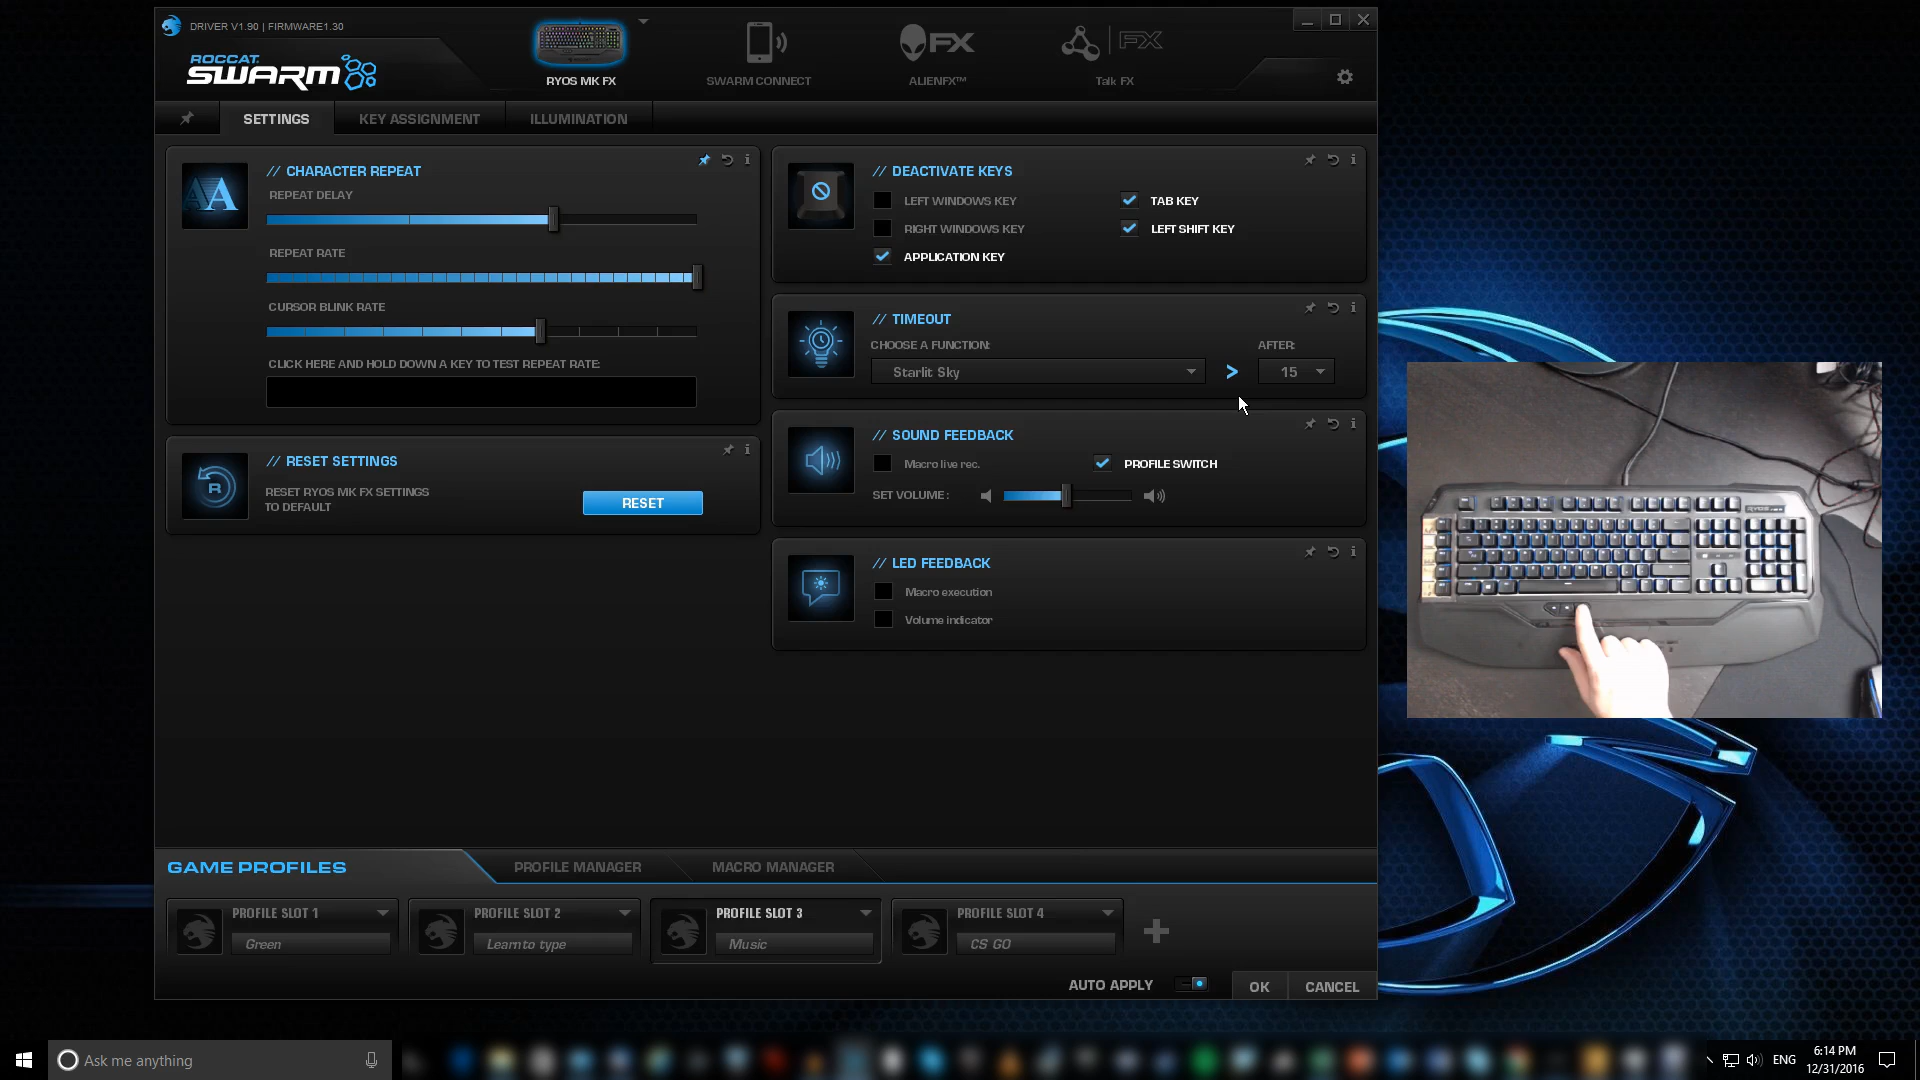 DRIVER V1.90 | FIRMWARE1.30
ROCCAT
SWARM
RYOS MK FX
SWARM CONNECT
FX
ALIENFX™
FX
Talk FX
SETTINGS
KEY ASSIGNMENT
ILLUMINATION
// CHARACTER REPEAT
REPEAT DELAY
REPEAT RATE
CURSOR BLINK RATE
CLICK HERE AND HOLD DOWN A KEY TO TEST REPEAT RATE:
// RESET SETTINGS
RESET RYOS MK FX SETTINGS
TO DEFAULT
RESET
// DEACTIVATE KEYS
LEFT WINDOWS KEY
TAB KEY
RIGHT WINDOWS KEY
LEFT SHIFT KEY
APPLICATION KEY
// TIMEOUT
CHOOSE A FUNCTION:
AFTER:
Starlit Sky
>
15
// SOUND FEEDBACK
Macro live rec.
PROFILE SWITCH
SET VOLUME :
// LED FEEDBACK
Macro execution
Volume indicator
GAME PROFILES
PROFILE MANAGER
MACRO MANAGER
PROFILE SLOT 1
Green
PROFILE SLOT 2
Learn to type
PROFILE SLOT 3
Music
PROFILE SLOT 4
CS GO
AUTO APPLY
OK
CANCEL
Ask me anything
ENG
6:14 PM
12/31/2016